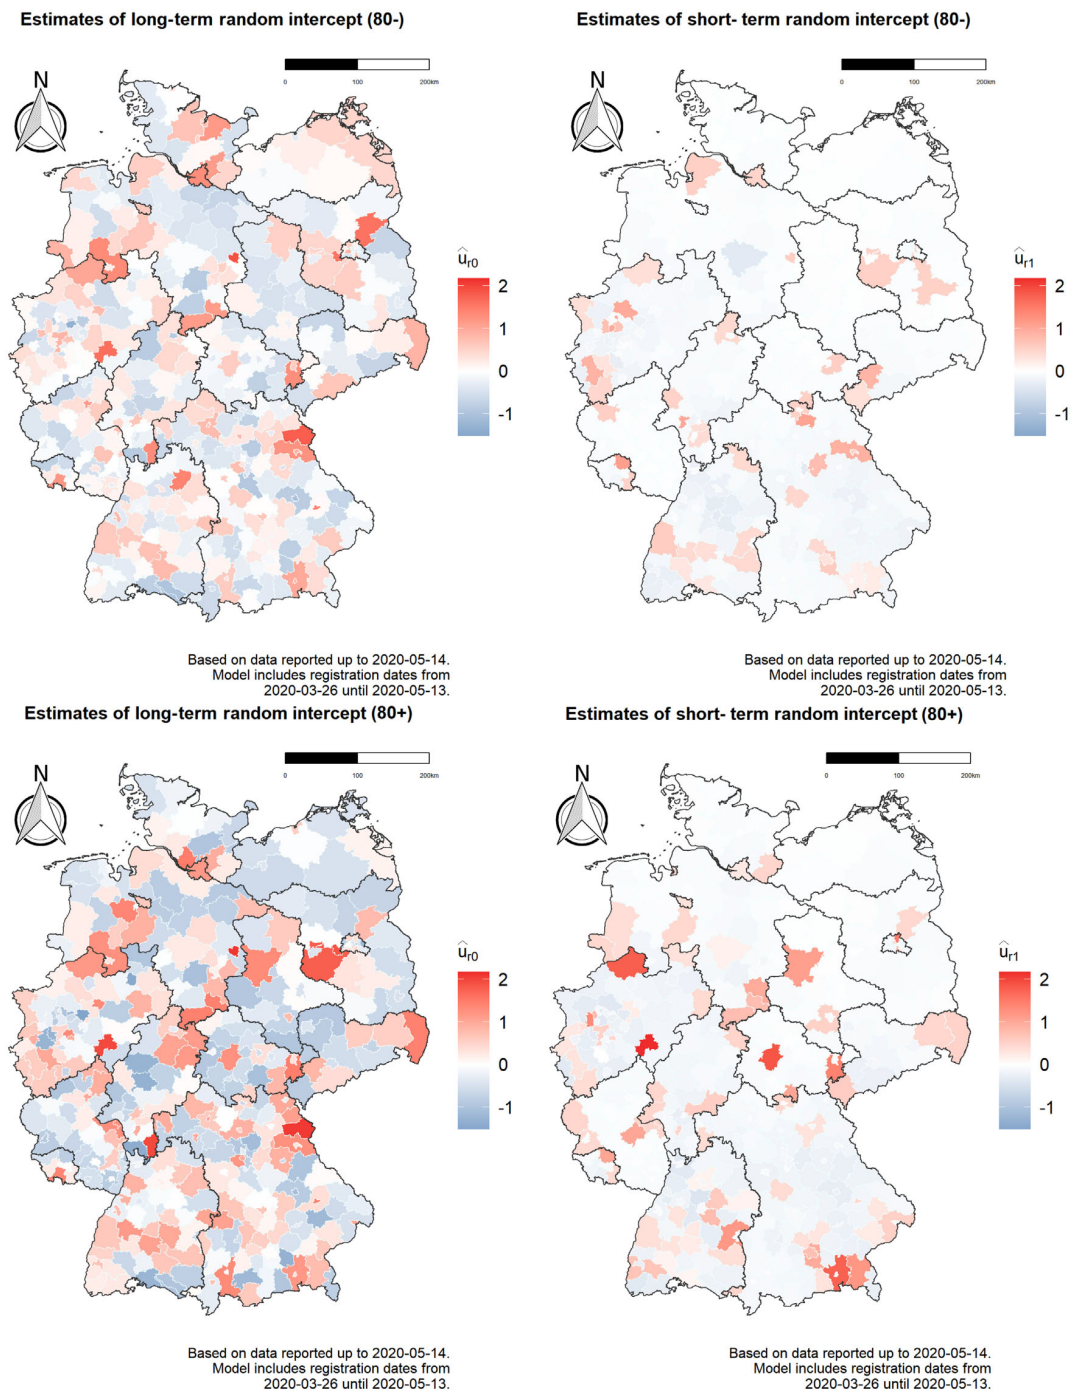 Estimates of long-term random intercept (80-)
N
0 100 200km
û_r0
2
1
0
-1
Based on data reported up to 2020-05-14.
Model includes registration dates from
2020-03-26 until 2020-05-13.
Estimates of short- term random intercept (80-)
N
0 100 200km
û_r1
2
1
0
-1
Based on data reported up to 2020-05-14.
Model includes registration dates from
2020-03-26 until 2020-05-13.
Estimates of long-term random intercept (80+)
N
0 100 200km
û_r0
2
1
0
-1
Based on data reported up to 2020-05-14.
Model includes registration dates from
2020-03-26 until 2020-05-13.
Estimates of short- term random intercept (80+)
N
0 100 200km
û_r1
2
1
0
-1
Based on data reported up to 2020-05-14.
Model includes registration dates from
2020-03-26 until 2020-05-13.